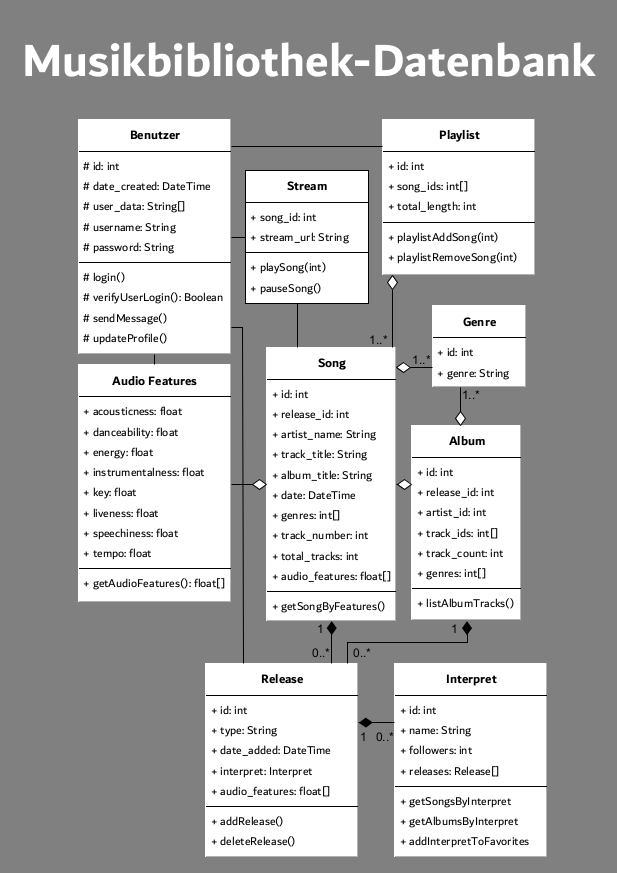 Musikbibliothek-Datenbank
Benutzer
# id: int
# date_created: DateTime
# user_data: String[]
# username: String
# password: String
# login()
# verifyUserLogin(): Boolean
# sendMessage()
# updateProfile()
Stream
+ song_id: int
+ stream_url: String
+ playSong(int)
+ pauseSong()
Playlist
+ id: int
+ song_ids: int[]
+ total_length: int
+ playlistAddSong(int)
+ playlistRemoveSong(int)
1..*
Genre
+ id: int
+ genre: String
1..*
1..*
Audio Features
+ acousticness: float
+ danceability: float
+ energy: float
+ instrumentalness: float
+ key: float
+ liveness: float
+ speechiness: float
+ tempo: float
+ getAudioFeatures(): float[]
Song
+ id: int
+ release_id: int
+ artist_name: String
+ track_title: String
+ album_title: String
+ date: DateTime
+ genres: int[]
+ track_number: int
+ total_tracks: int
+ audio_features: float[]
+ getSongByFeatures()
Album
+ id: int
+ release_id: int
+ artist_id: int
+ track_ids: int[]
+ track_count: int
+ genres: int[]
+ listAlbumTracks()
1
1
0..*
0..*
Release
+ id: int
+ type: String
+ date_added: DateTime
+ interpret: Interpret
+ audio_features: float[]
+ addRelease()
+ deleteRelease()
1
0..*
Interpret
+ id: int
+ name: String
+ followers: int
+ releases: Release[]
+ getSongsByInterpret
+ getAlbumsByInterpret
+ addInterpretToFavorites